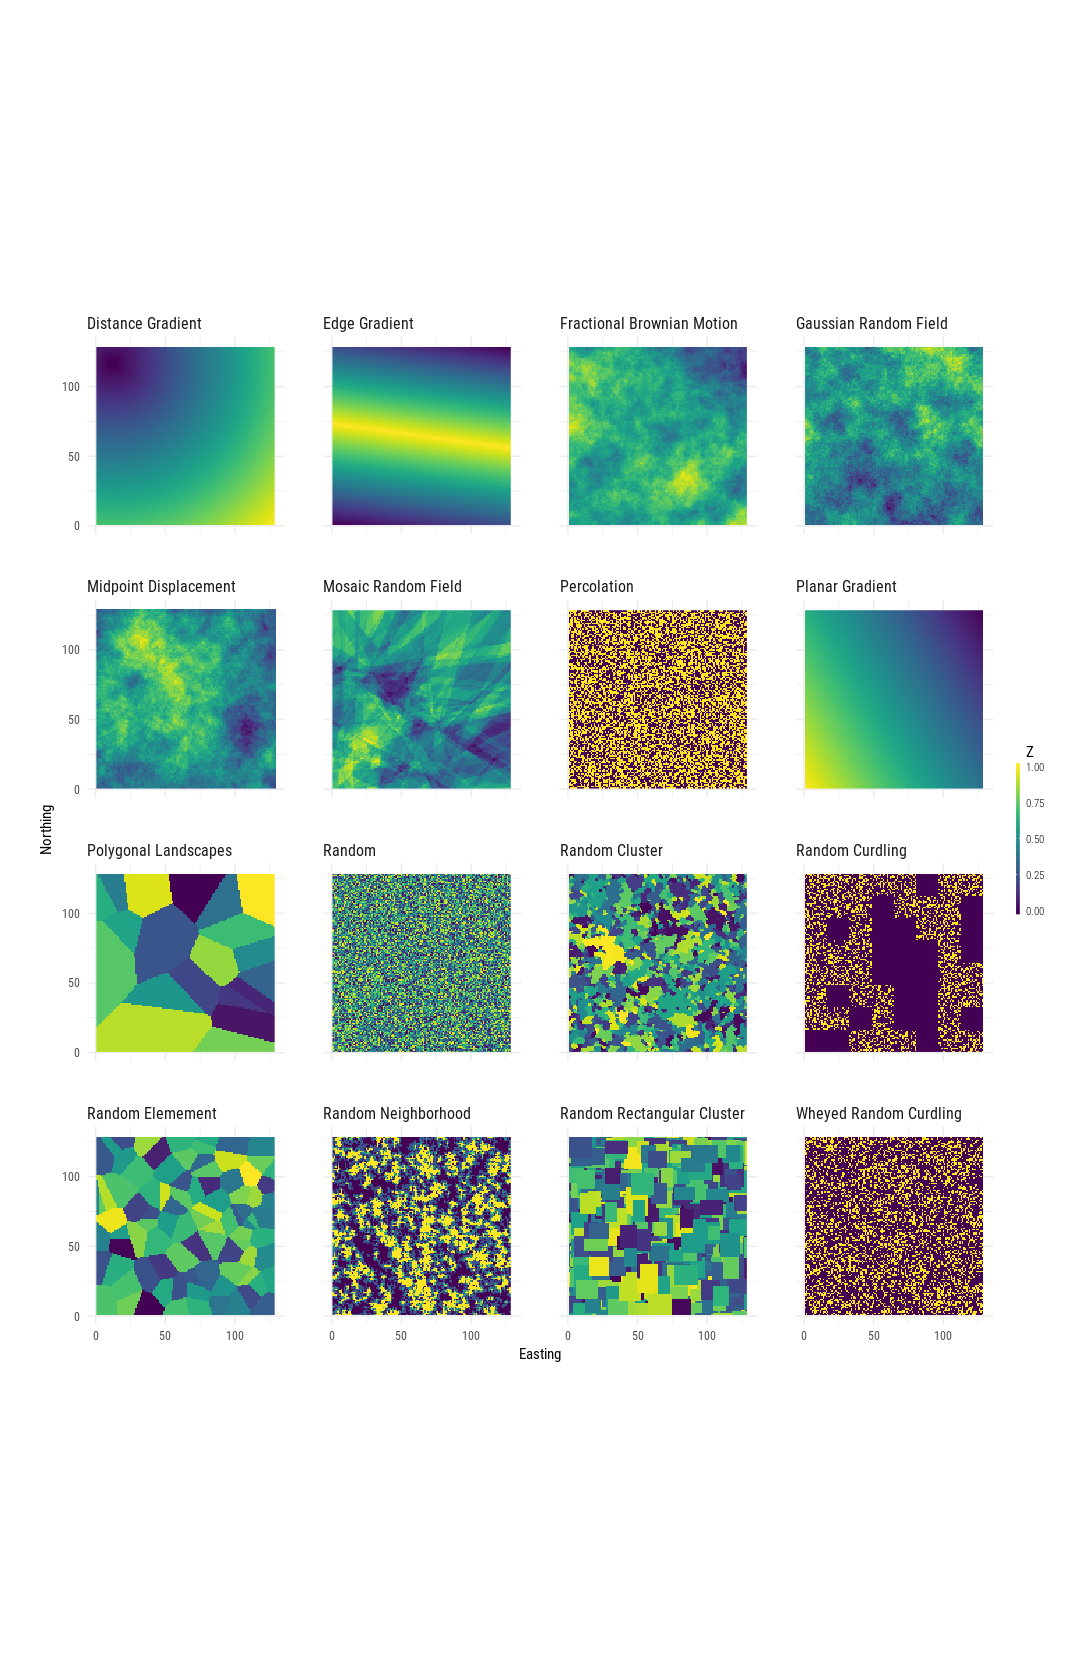 Distance Gradient
Edge Gradient
Fractional Brownian Motion
Gaussian Random Field
100
50
0
Midpoint Displacement
Mosaic Random Field
Percolation
Planar Gradient
100
50
0
Z
1.00
0.75
0.50
0.25
0.00
Northing
Polygonal Landscapes
Random
Random Cluster
Random Curdling
100
50
0
Random Elemement
Random Neighborhood
Random Rectangular Cluster
Wheyed Random Curdling
100
50
0
0 50 100
0 50 100
0 50 100
0 50 100
Easting